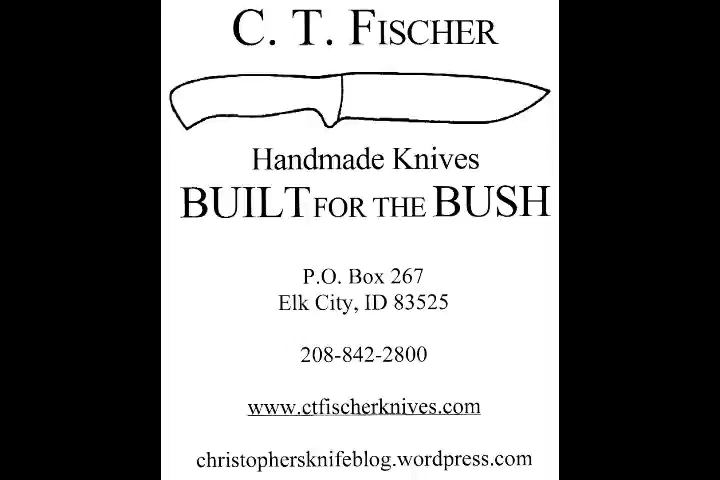 C. T. FISCHER
Handmade Knives
BUILT FOR THE BUSH
P.O. Box 267
Elk City, ID 83525
208-842-2800
www.ctfischerknives.com
christophersknifeblog.wordpress.com